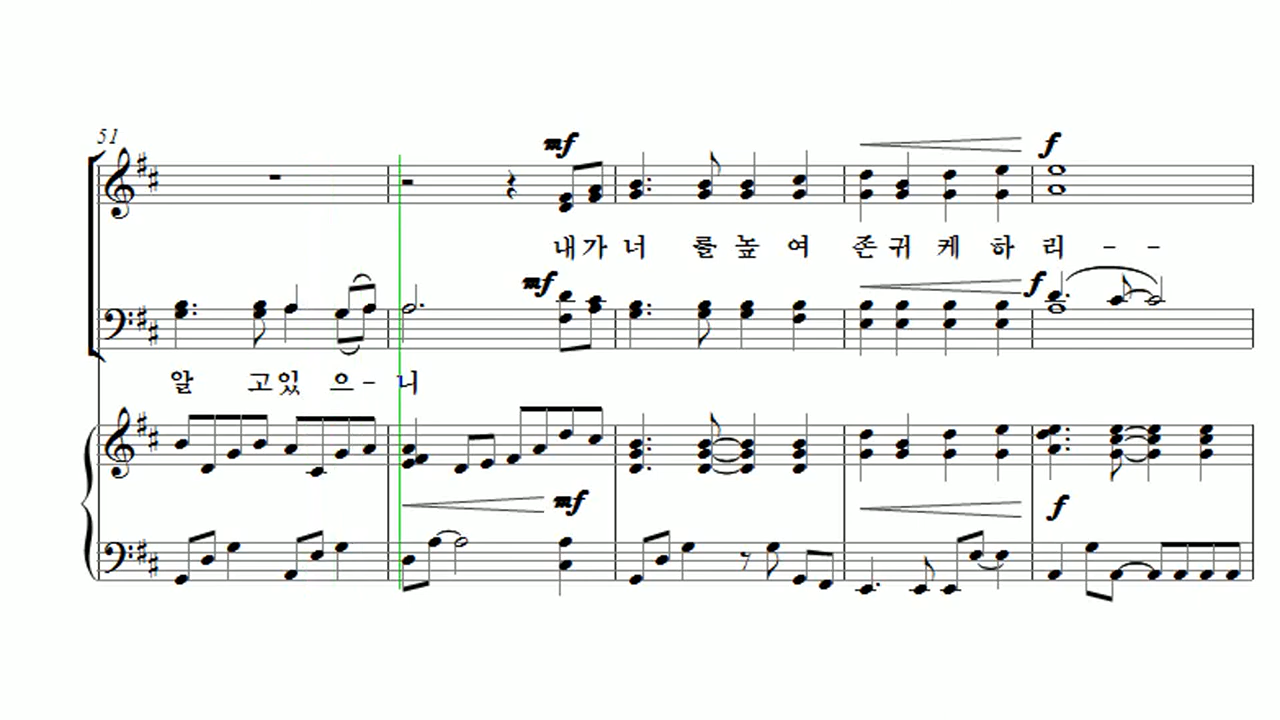 51
mf
f
내가 너 를 높 여 존 귀 케 하 리 - -
mf
f
알 고 있 으 - 니
mf
f